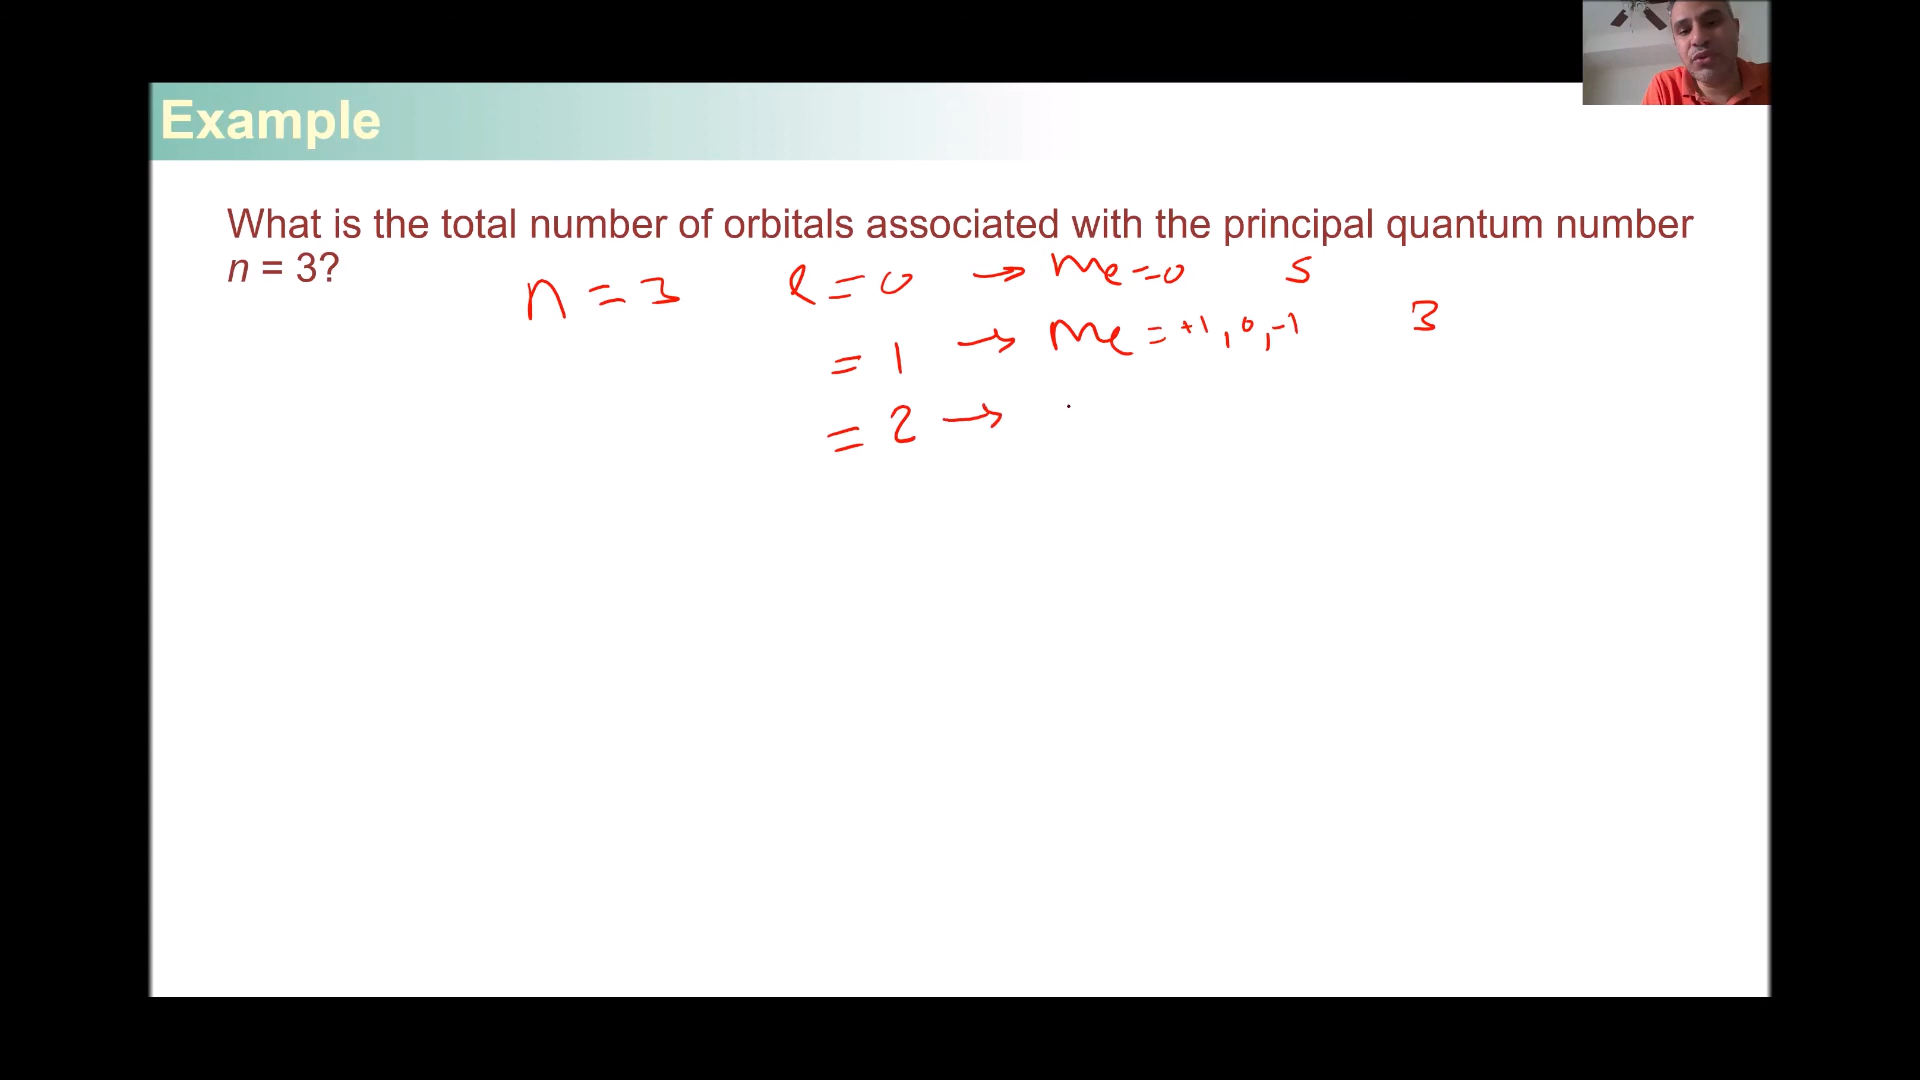 Example
What is the total number of orbitals associated with the principal quantum number
n = 3?
n = 3 ℓ = 0 → mℓ = 0 s
= 1 → mℓ = +1, 0, -1 3
= 2 →